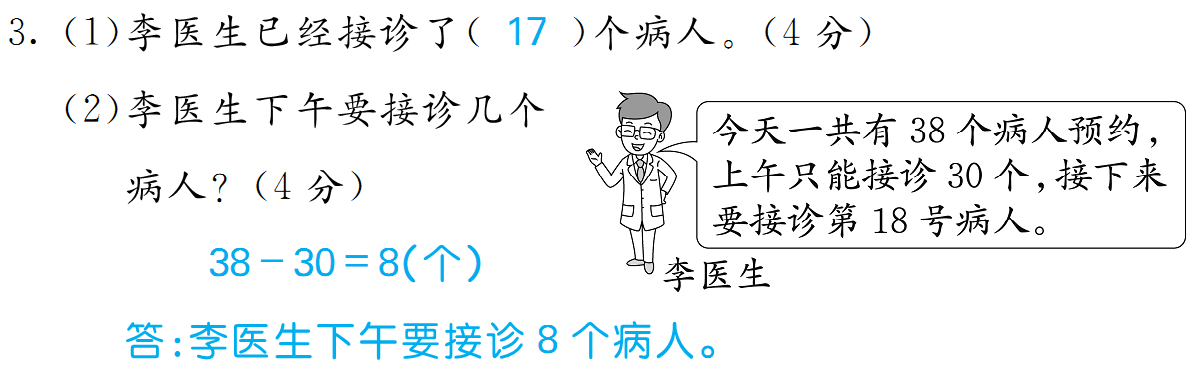 3. (1)李医生已经接诊了( 17 )个病人。(4 分)
(2)李医生下午要接诊几个
病人?(4 分)
今天一共有 38 个病人预约,
上午只能接诊 30 个,接下来
要接诊第 18 号病人。
李医生
38-30=8(个)
答:李医生下午要接诊 8 个病人。